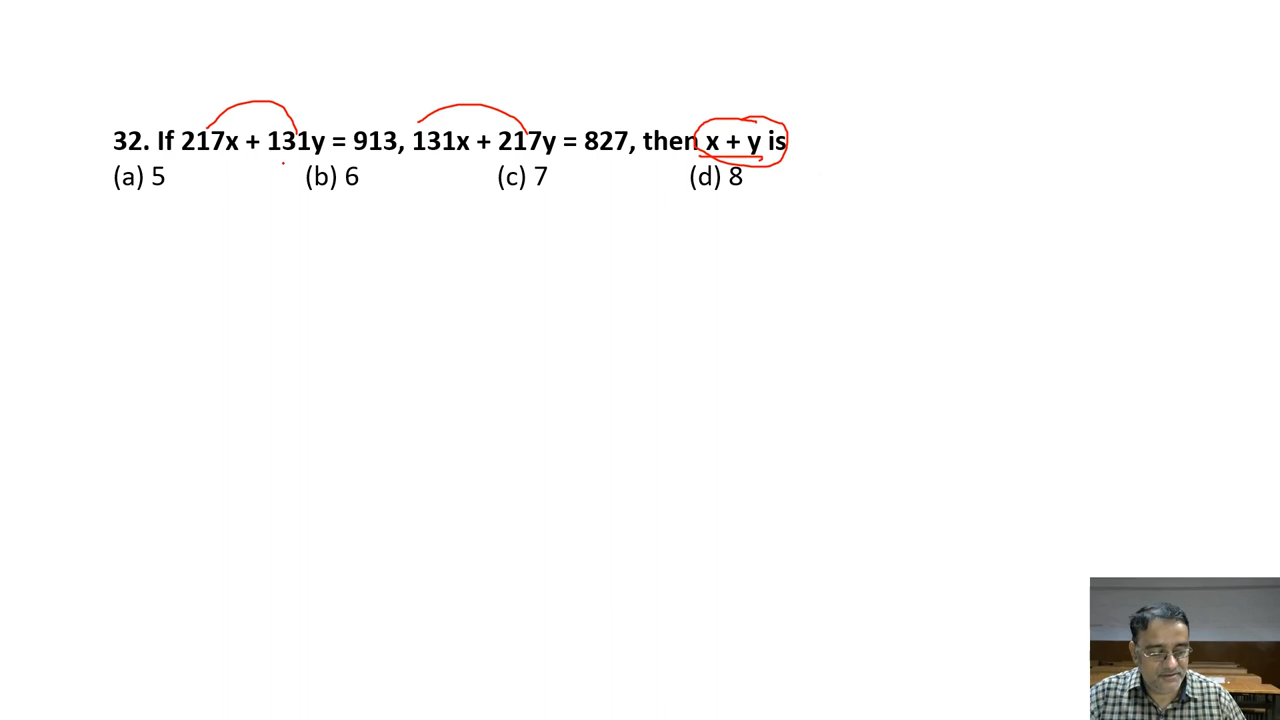 32. If 217x + 131y = 913, 131x + 217y = 827, then x + y is
(a) 5 (b) 6 (c) 7 (d) 8